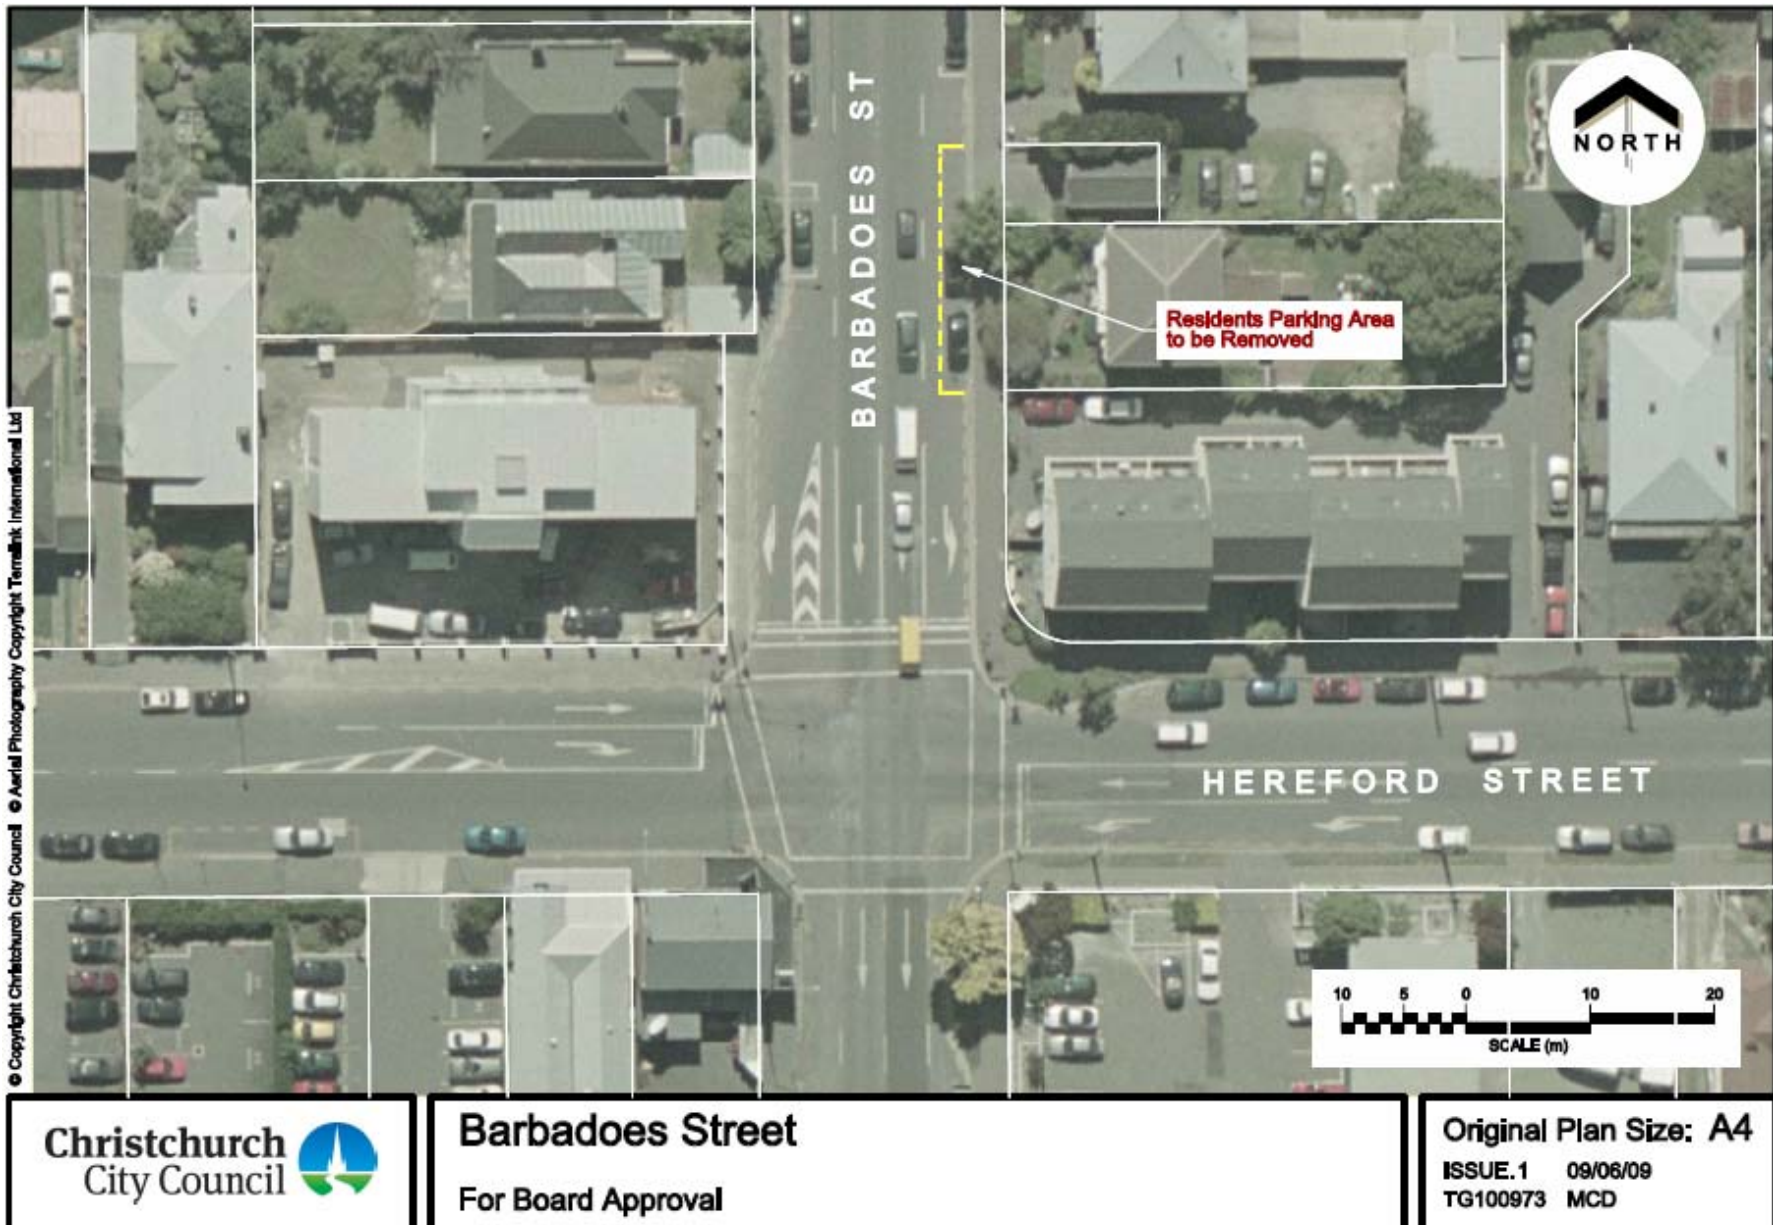 BARBADOES ST
NORTH
Residents Parking Area
to be Removed
HEREFORD STREET
© Copyright Christchurch City Council © Aerial Photography Copyright Terralink International Ltd
10 5 0 10 20
SCALE (m)
Christchurch
City Council
Barbadoes Street
For Board Approval
Original Plan Size: A4
ISSUE.1 09/06/09
TG100973 MCD